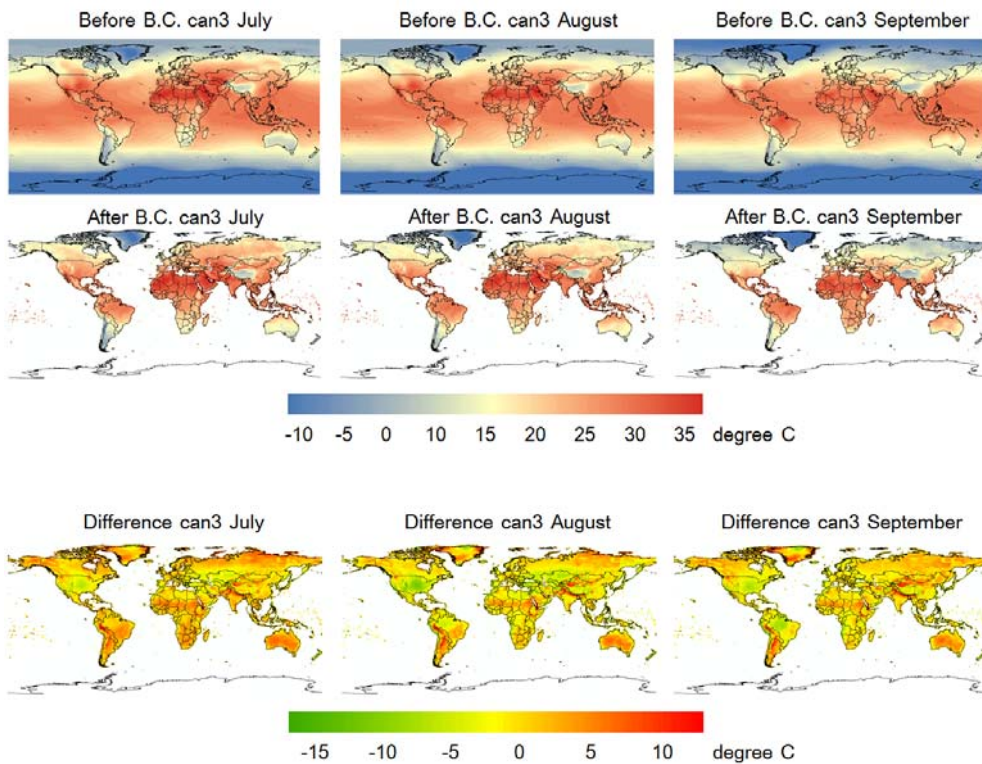 Before B.C. can3 July
Before B.C. can3 August
Before B.C. can3 September
After B.C. can3 July
After B.C. can3 August
After B.C. can3 September
-10 -5 0 10 15 20 25 30 35 degree C
Difference can3 July
Difference can3 August
Difference can3 September
-15 -5 0 5 10 degree C